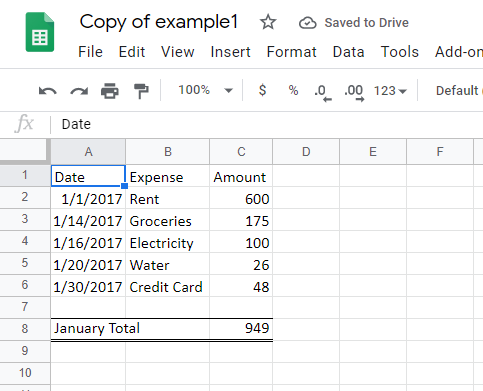 Copy of example1 Saved to Drive
File Edit View Insert Format Data Tools Add-on
100% $ % .0 .00 123 Default
fx Date
A B C D E F
1 Date Expense Amount
2 1/1/2017 Rent 600
3 1/14/2017 Groceries 175
4 1/16/2017 Electricity 100
5 1/20/2017 Water 26
6 1/30/2017 Credit Card 48
7
8 January Total 949
9
10